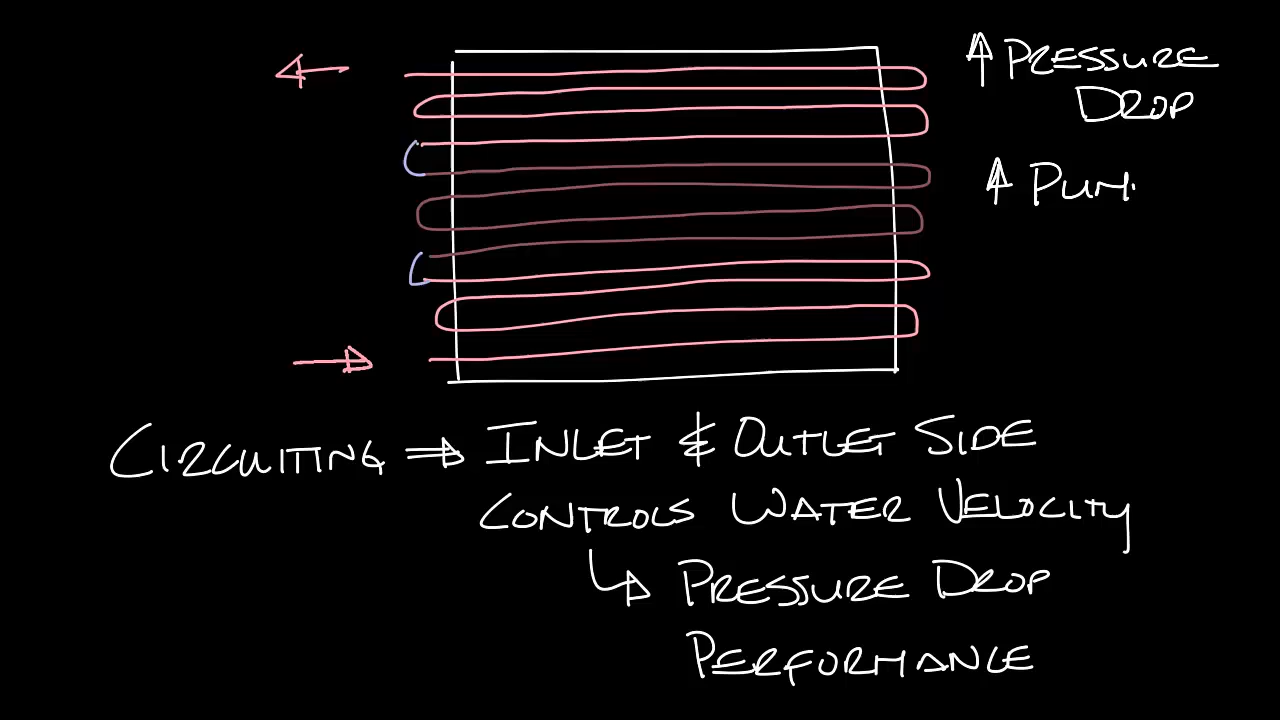 ↑ PRESSURE
DROP
↑ PUM
CIRCUITING ⇒ INLET & OUTLET SIDE
CONTROLS WATER VELOCITY
↳ PRESSURE DROP
PERFORMANCE